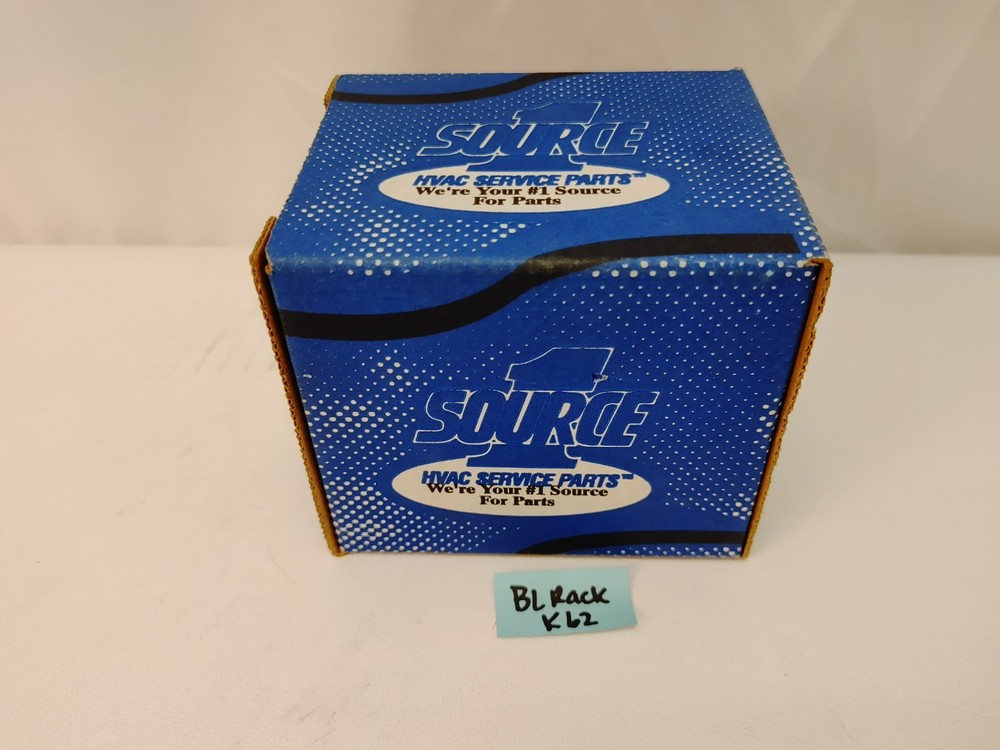 1
SOURCE
HVAC SERVICE PARTS™
We're Your #1 Source
For Parts
1
SOURCE
HVAC SERVICE PARTS™
We're Your #1 Source
For Parts
BL Rack
K62